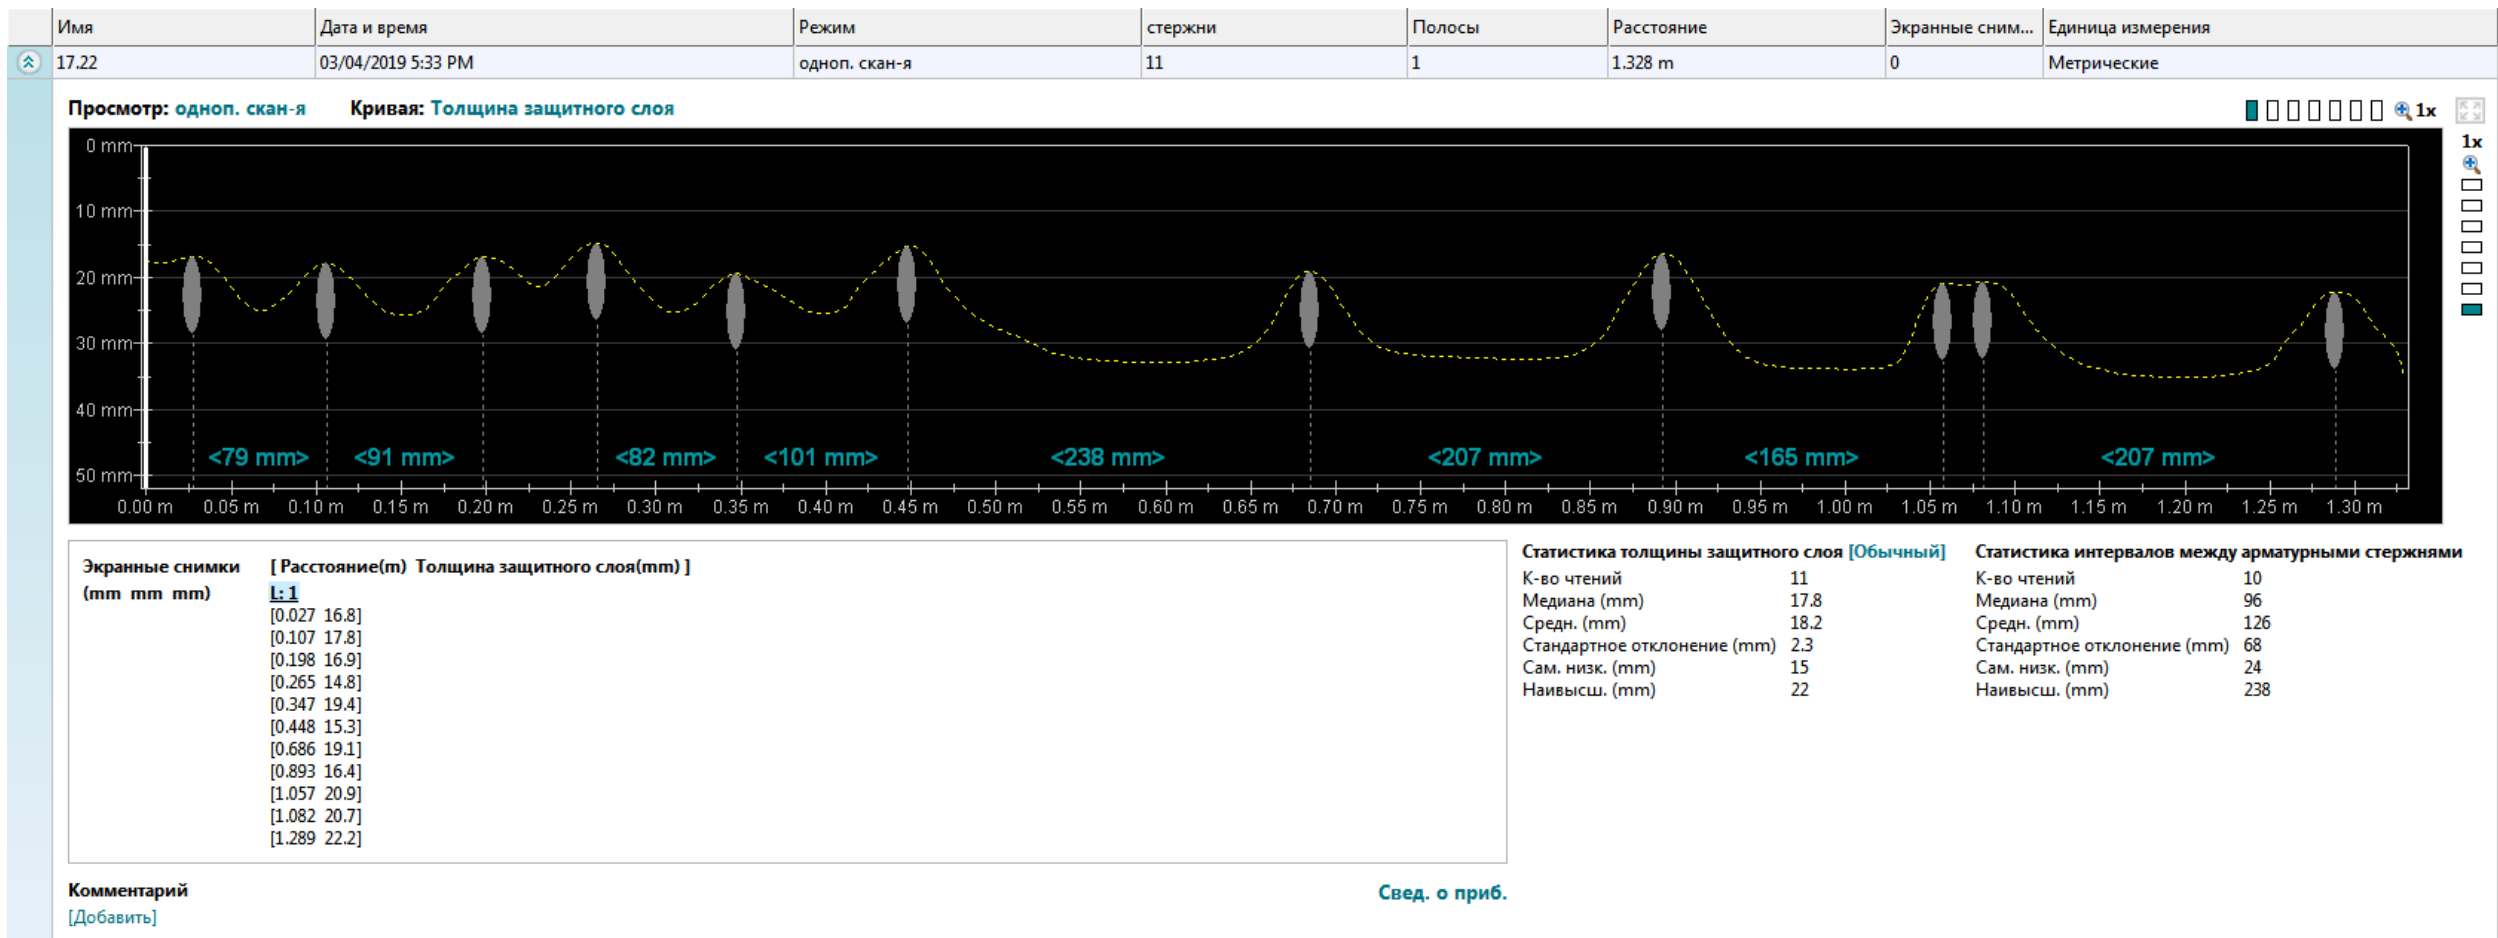 Имя Дата и время Режим стержни Полосы Расстояние Экранные сним... Единица измерения
17.22 03/04/2019 5:33 PM одноп. скан-я 11 1 1.328 m 0 Метрические
Просмотр: одноп. скан-я Кривая: Толщина защитного слоя 1x
1x
0 mm
10 mm
20 mm
30 mm
40 mm
<79 mm> <91 mm> <82 mm> <101 mm> <238 mm> <207 mm> <165 mm> <207 mm>
50 mm
0.00 m 0.05 m 0.10 m 0.15 m 0.20 m 0.25 m 0.30 m 0.35 m 0.40 m 0.45 m 0.50 m 0.55 m 0.60 m 0.65 m 0.70 m 0.75 m 0.80 m 0.85 m 0.90 m 0.95 m 1.00 m 1.05 m 1.10 m 1.15 m 1.20 m 1.25 m 1.30 m
Экранные снимки [ Расстояние(m) Толщина защитного слоя(mm) ]
(mm mm mm) L: 1
[0.027 16.8]
[0.107 17.8]
[0.198 16.9]
[0.265 14.8]
[0.347 19.4]
[0.448 15.3]
[0.686 19.1]
[0.893 16.4]
[1.057 20.9]
[1.082 20.7]
[1.289 22.2]
Статистика толщины защитного слоя [Обычный]
К-во чтений 11
Медиана (mm) 17.8
Средн. (mm) 18.2
Стандартное отклонение (mm) 2.3
Сам. низк. (mm) 15
Наивысш. (mm) 22
Статистика интервалов между арматурными стержнями
К-во чтений 10
Медиана (mm) 96
Средн. (mm) 126
Стандартное отклонение (mm) 68
Сам. низк. (mm) 24
Наивысш. (mm) 238
Комментарий Свед. о приб.
[Добавить]